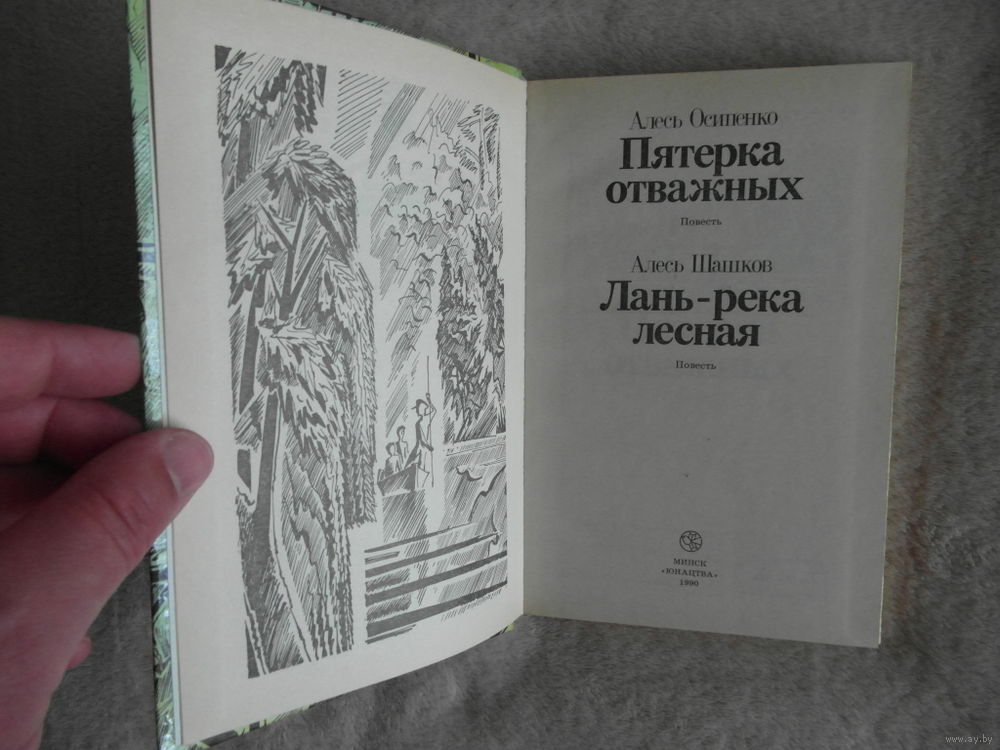 Алесь Осипенко
Пятерка
отважных
Повесть
Алесь Шашков
Лань-река
лесная
Повесть
МИНСК
«ЮНАЦТВА»
1990
www.ay.by